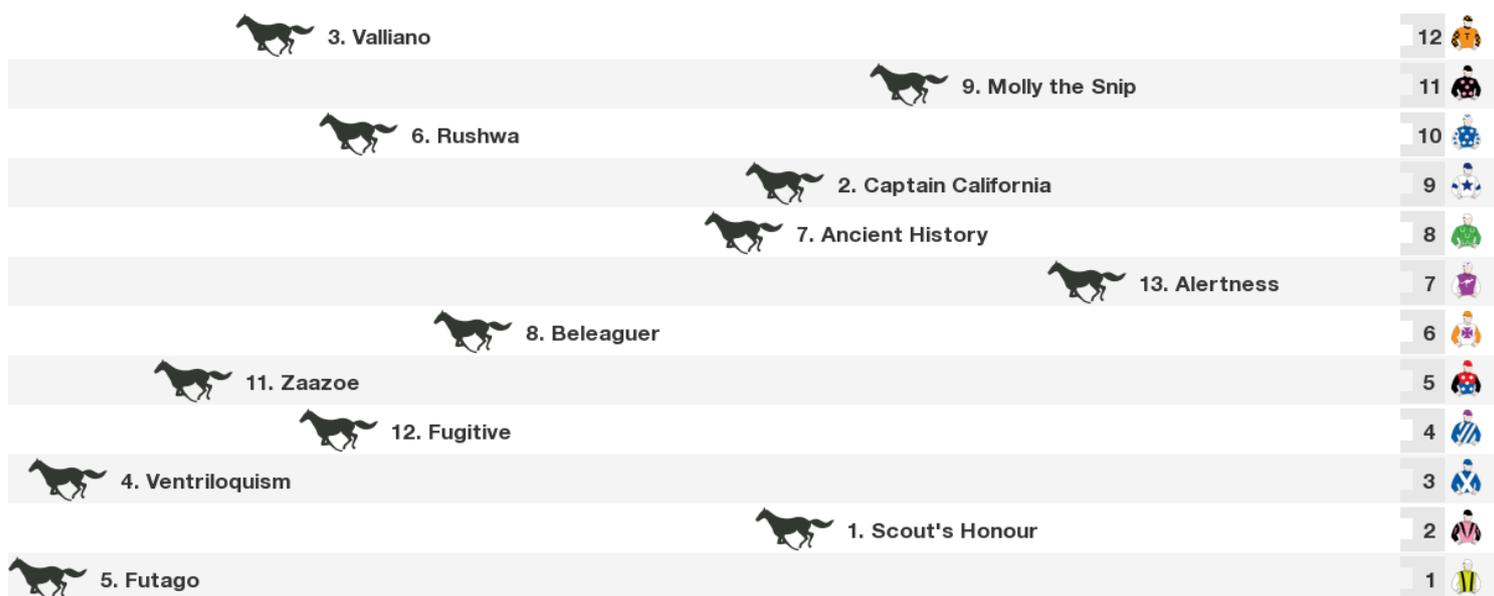 3. Valliano 12
9. Molly the Snip 11
6. Rushwa 10
2. Captain California 9
7. Ancient History 8
13. Alertness 7
8. Beleaguer 6
11. Zaazoe 5
12. Fugitive 4
4. Ventriloquism 3
1. Scout's Honour 2
5. Futago 1